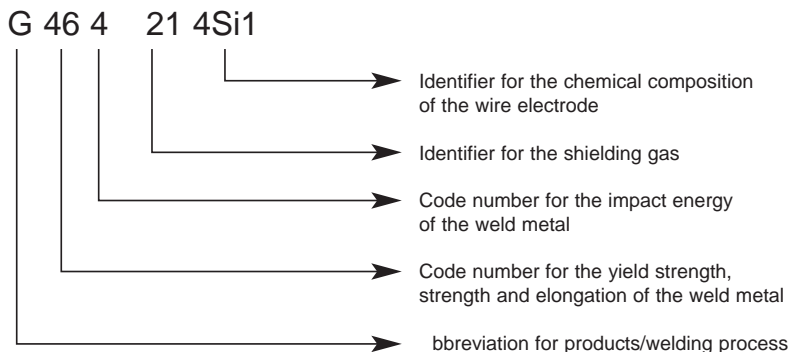 G 46 4 21 4Si1
Identifier for the chemical composition
of the wire electrode
Identifier for the shielding gas
Code number for the impact energy
of the weld metal
Code number for the yield strength,
strength and elongation of the weld metal
bbreviation for products/welding process